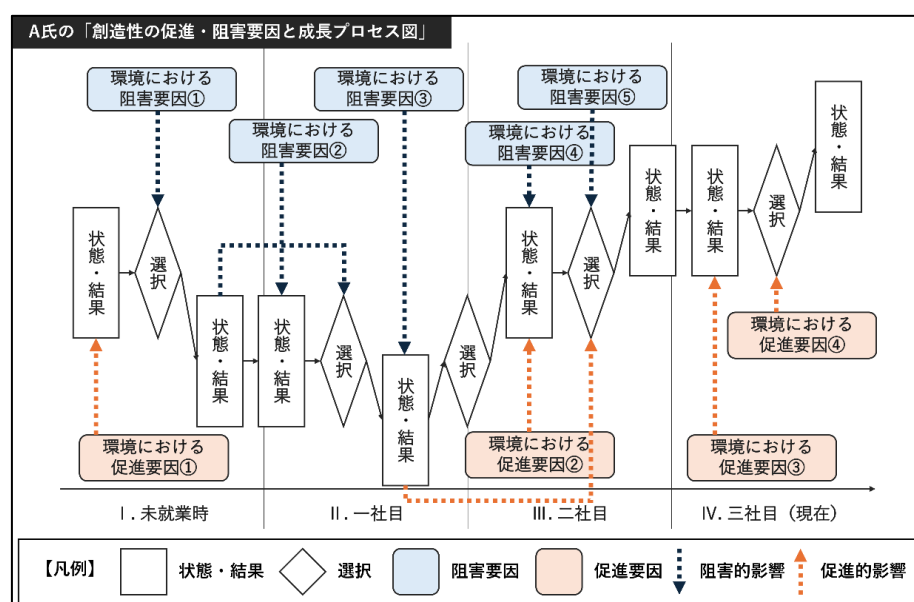 A氏の「創造性の促進・阻害要因と成長プロセス図」
環境における
阻害要因①
環境における
阻害要因②
環境における
阻害要因③
環境における
阻害要因④
環境における
阻害要因⑤
状態・結果
選択
状態・結果
状態・結果
選択
状態・結果
選択
状態・結果
選択
状態・結果
状態・結果
選択
状態・結果
環境における
促進要因①
環境における
促進要因②
環境における
促進要因③
環境における
促進要因④
Ⅰ.未就業時
Ⅱ.一社目
Ⅲ.二社目
Ⅳ.三社目（現在）
【凡例】
状態・結果
選択
阻害要因
促進要因
阻害的影響
促進的影響